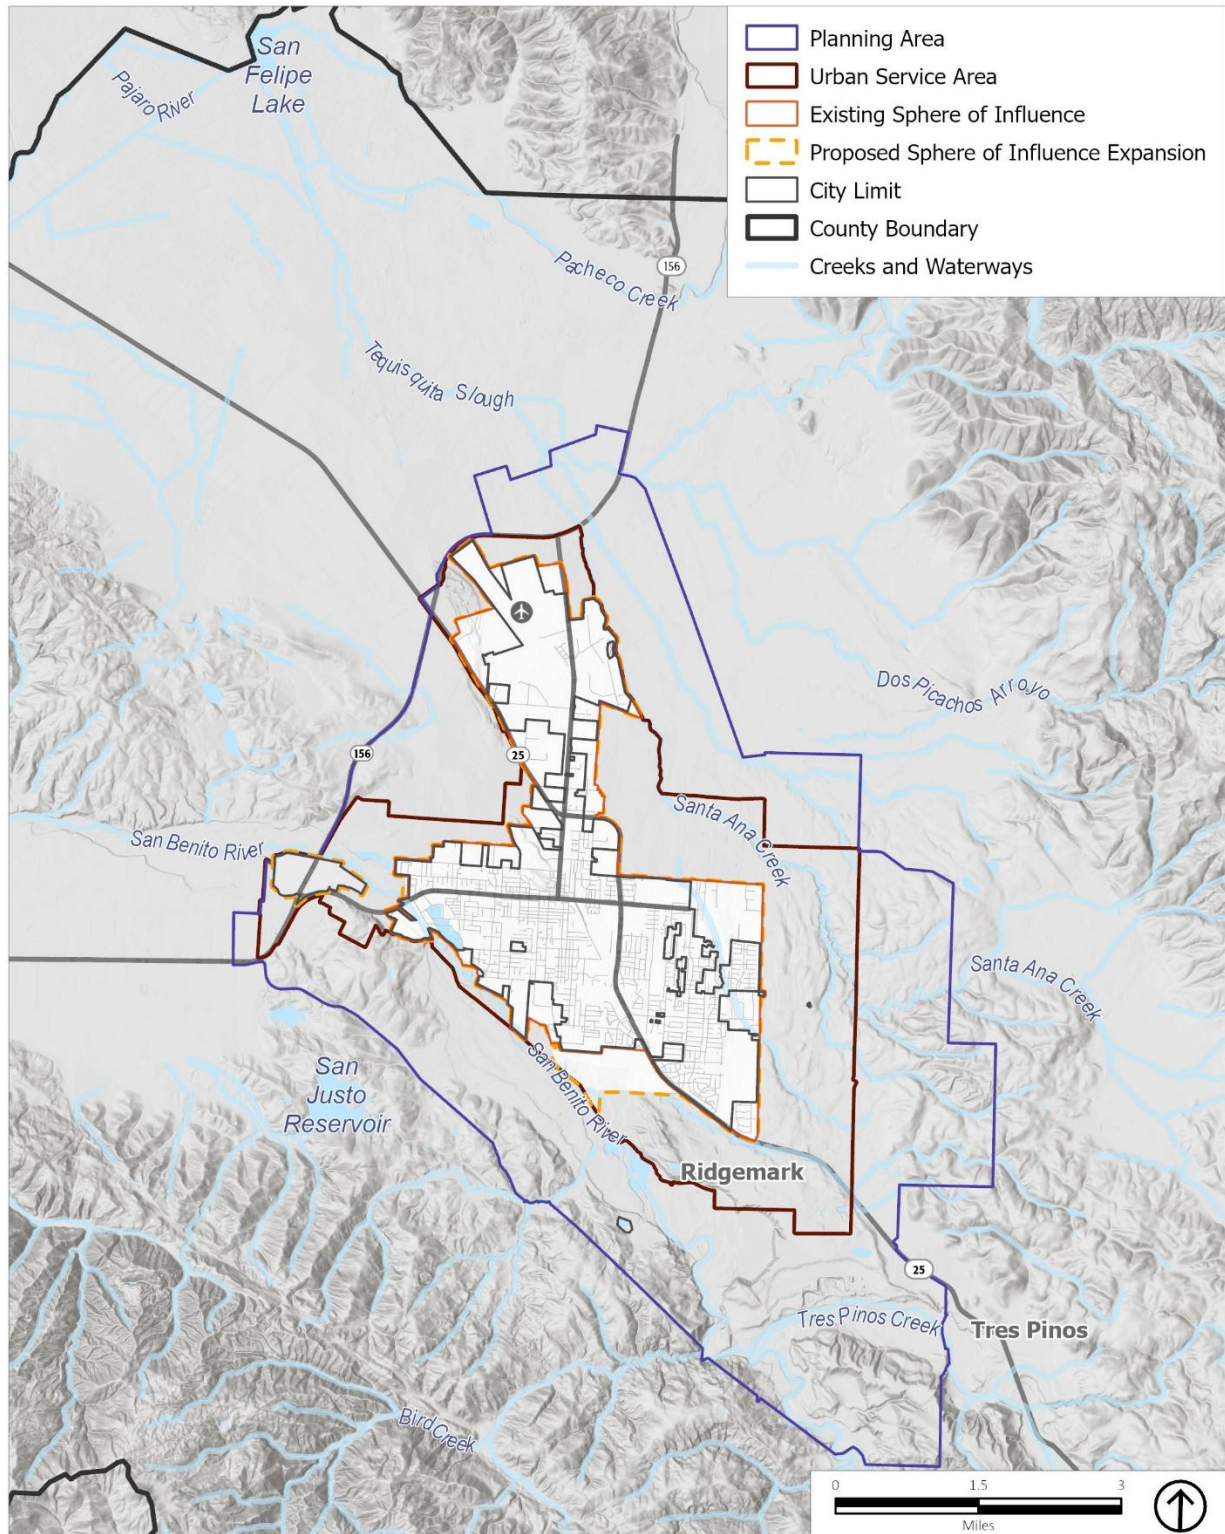 San
Felipe
Lake
Pajaro River
Planning Area
Urban Service Area
Existing Sphere of Influence
Proposed Sphere of Influence Expansion
City Limit
County Boundary
Creeks and Waterways
156
Pacheco Creek
Tequisquita Slough
Dos Picachos Arroyo
156
25
Santa Ana Creek
San Benito River
Santa Ana Creek
San
Justo
Reservoir
San Benito River
Ridgemark
25
Tres Pinos Creek
Tres Pinos
Bird Creek
0 1.5 3
Miles